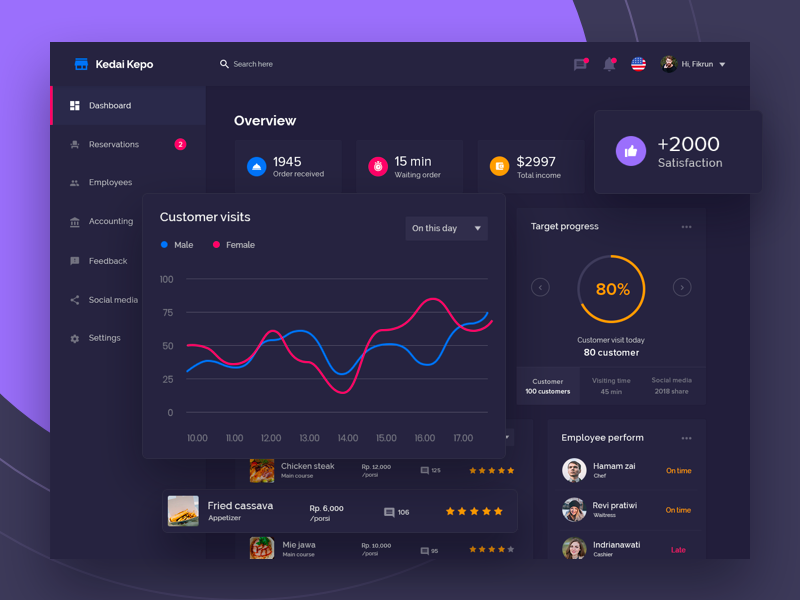 Kedai Kepo
Search here
Hi, Fikrun
Dashboard
Reservations
2
Employees
Accounting
Feedback
Social media
Settings
Overview
1945
Order received
15 min
Waiting order
$2997
Total income
+2000
Satisfaction
Customer visits
On this day
Male
Female
100
75
50
25
0
10.00 11.00 12.00 13.00 14.00 15.00 16.00 17.00
Target progress
80%
Customer visit today
80 customer
Customer
100 customers
Visiting time
45 min
Social media
2018 share
Chicken steak
Main course
Rp. 12,000
/porsi
125
Fried cassava
Appetizer
Rp. 6,000
/porsi
106
Mie jawa
Main course
Rp. 10,000
/porsi
95
Employee perform
Hamam zai
Chef
On time
Revi pratiwi
Waitress
On time
Indrianawati
Cashier
Late